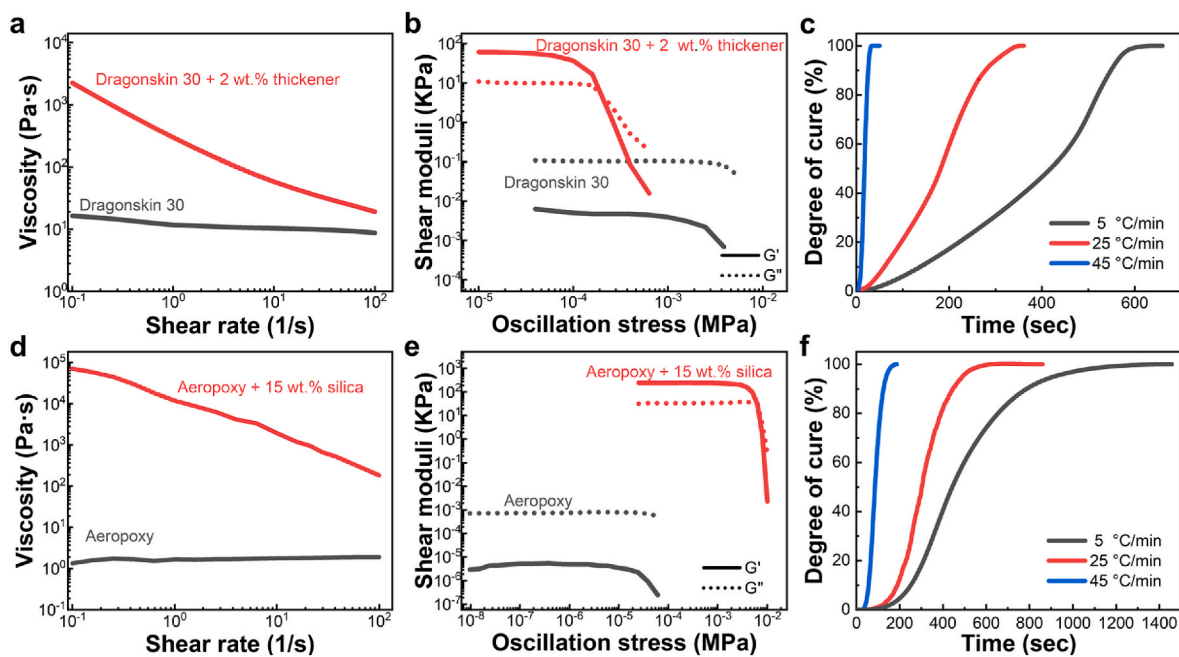 a
Viscosity (Pa·s)
10⁴
10³
10²
10¹
10⁰
Dragonskin 30 + 2 wt.% thickener
Dragonskin 30
10⁻¹ 10⁰ 10¹ 10²
Shear rate (1/s)
b
Shear moduli (KPa)
10²
10¹
10⁰
10⁻¹
10⁻²
10⁻³
10⁻⁴
Dragonskin 30 + 2 wt.% thickener
Dragonskin 30
G'
G"
10⁻⁵ 10⁻⁴ 10⁻³ 10⁻²
Oscillation stress (MPa)
c
Degree of cure (%)
100
80
60
40
20
0
5 °C/min
25 °C/min
45 °C/min
0 200 400 600
Time (sec)
d
Viscosity (Pa·s)
10⁵
10⁴
10³
10²
10¹
10⁰
10⁻¹
Aeropoxy + 15 wt.% silica
Aeropoxy
10⁻¹ 10⁰ 10¹ 10²
Shear rate (1/s)
e
Shear moduli (KPa)
10³
10²
10¹
10⁰
10⁻¹
10⁻²
10⁻³
10⁻⁴
10⁻⁵
10⁻⁶
10⁻⁷
Aeropoxy + 15 wt.% silica
Aeropoxy
G'
G"
10⁻⁸ 10⁻⁷ 10⁻⁶ 10⁻⁵ 10⁻⁴ 10⁻³ 10⁻²
Oscillation stress (MPa)
f
Degree of cure (%)
100
80
60
40
20
0
5 °C/min
25 °C/min
45 °C/min
0 200 400 600 800 1000 1200 1400
Time (sec)